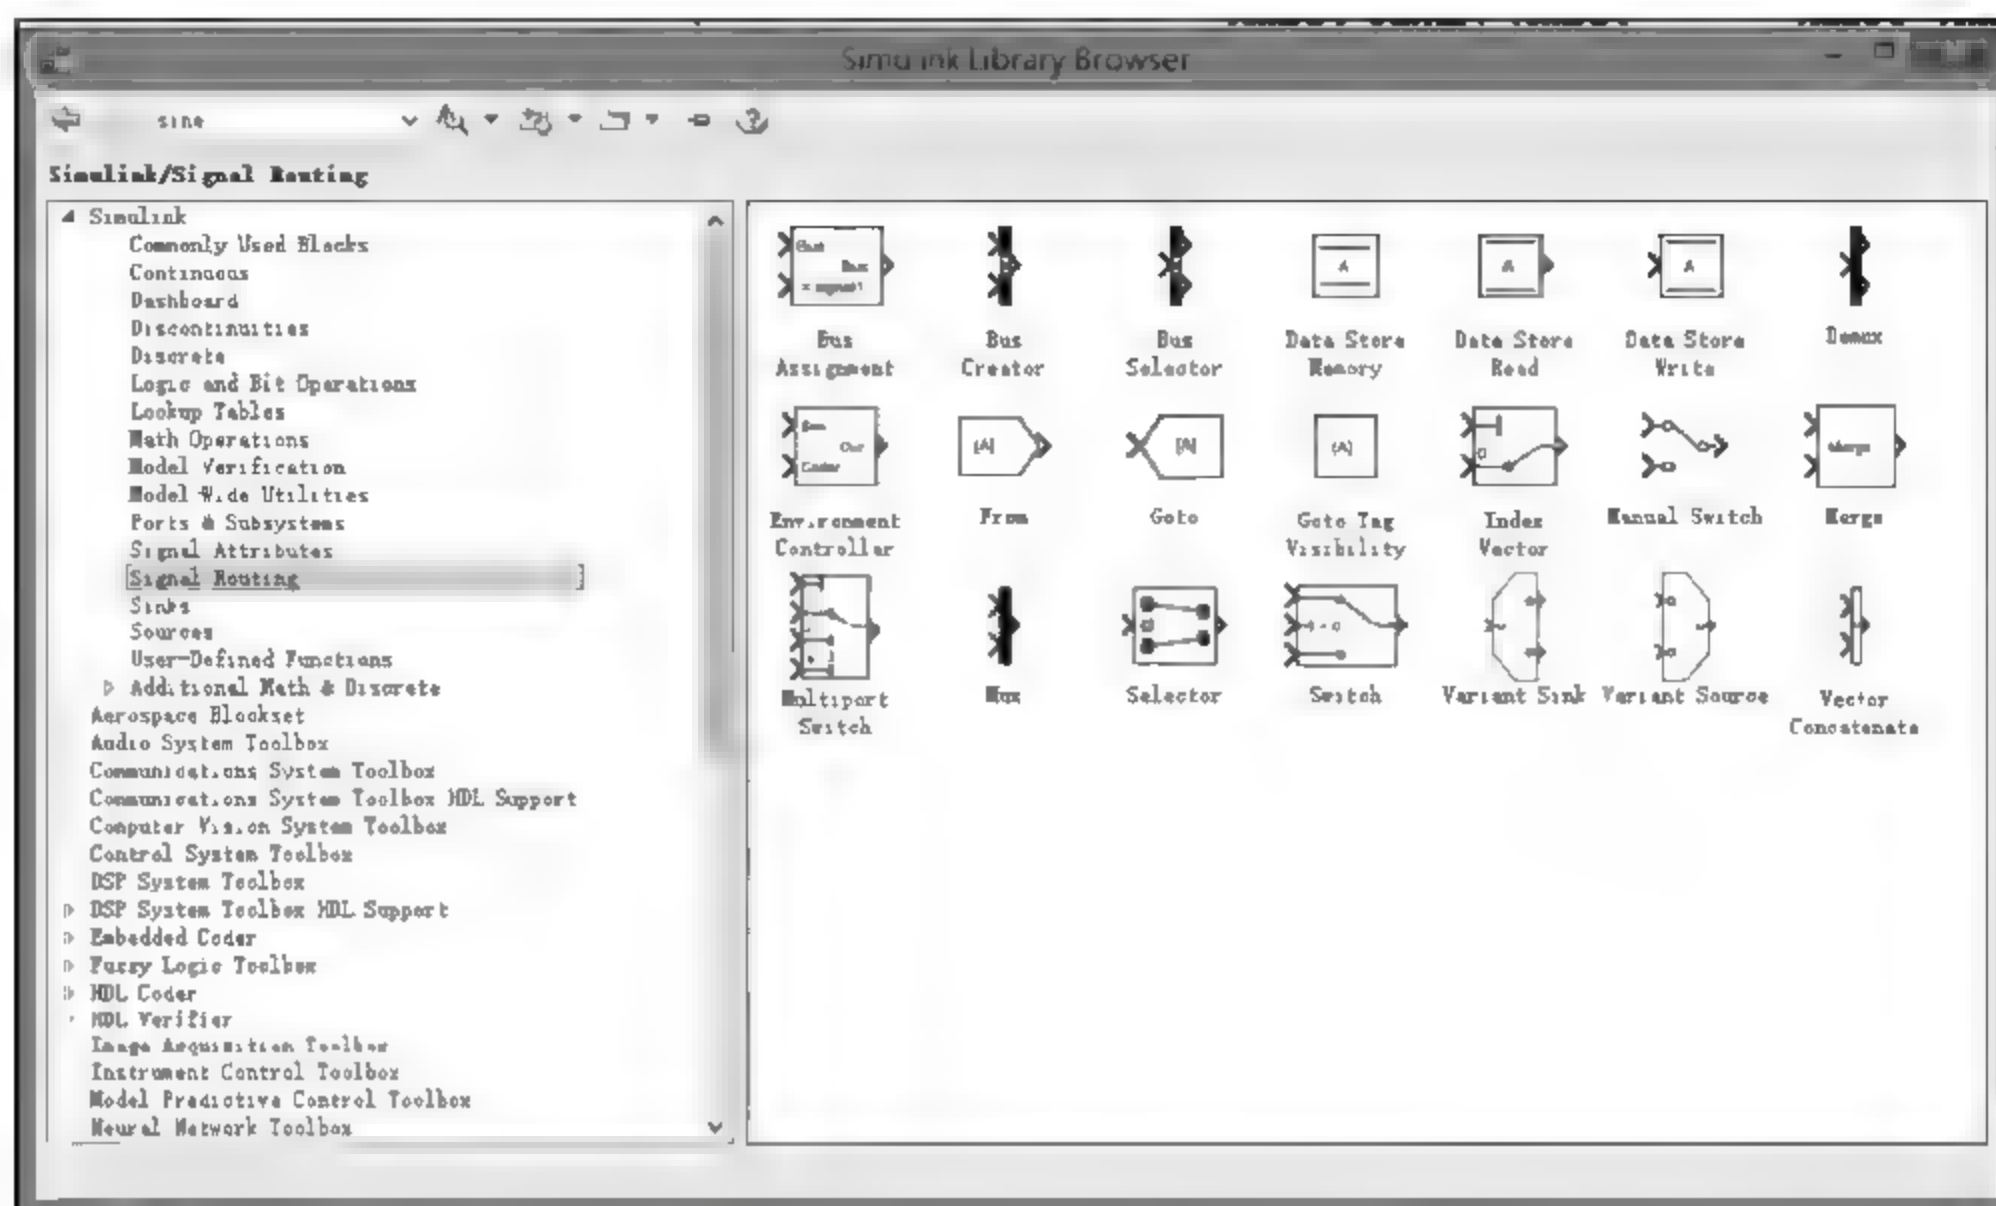 Simulink Library Browser
sine
Simulink/Signal Routing
Simulink
Commonly Used Blocks
Continuous
Dashboard
Discontinuities
Discrete
Logic and Bit Operations
Lookup Tables
Math Operations
Model Verification
Model-Wide Utilities
Ports & Subsystems
Signal Attributes
Signal Routing
Sinks
Sources
User-Defined Functions
Additional Math & Discrete
Aerospace Blockset
Audio System Toolbox
Communications System Toolbox
Communications System Toolbox HDL Support
Computer Vision System Toolbox
Control System Toolbox
DSP System Toolbox
DSP System Toolbox HDL Support
Embedded Coder
Fuzzy Logic Toolbox
HDL Coder
HDL Verifier
Image Acquisition Toolbox
Instrument Control Toolbox
Model Predictive Control Toolbox
Neural Network Toolbox
Bus
Bus
A A A
Bus Assignment
Bus Creator
Bus Selector
Data Store Memory
Data Store Read
Data Store Write
Demux
Out
[A] [A] {A}
Merge
Environment Controller
From
Goto
Goto Tag Visibility
Index Vector
Manual Switch
Merge
Multiport Switch
Mux
Selector
Switch
Variant Sink
Variant Source
Vector Concatenate